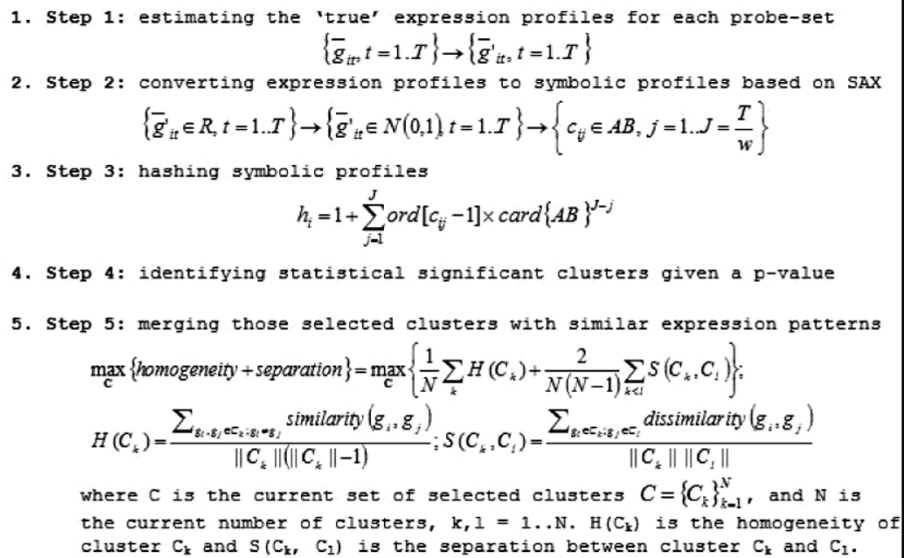 1. Step 1: estimating the 'true' expression profiles for each probe-set
{g̅_it, t=1..T}→{g̅'_it, t=1..T}
2. Step 2: converting expression profiles to symbolic profiles based on SAX
{g̅'_it ∈ R, t=1..T}→{g̅'_it ∈ N(0,1), t=1..T}→{c_ij ∈ AB, j=1..J=T/w}
3. Step 3: hashing symbolic profiles
h_i =1+∑_{j=1}^{J} ord[c_ij −1]× card{AB}^{J−j}
4. Step 4: identifying statistical significant clusters given a p-value
5. Step 5: merging those selected clusters with similar expression patterns
max_C {homogeneity + separation}= max_C {1/N ∑_k H(C_k)+ 2/N(N−1) ∑_{k<l} S(C_k,C_l)};
H(C_k)= ∑_{g_i,g_j∈C_k:g_i≠g_j} similarity(g_i,g_j) / ||C_k||(||C_k||−1) ; S(C_k,C_l)= ∑_{g_i∈C_k;g_j∈C_l} dissimilarity(g_i,g_j) / ||C_k|| ||C_l||
where C is the current set of selected clusters C={C_k}_{k=1}^{N}, and N is
the current number of clusters, k,l = 1..N. H(C_k) is the homogeneity of
cluster C_k and S(C_k, C_l) is the separation between cluster C_k and C_l.